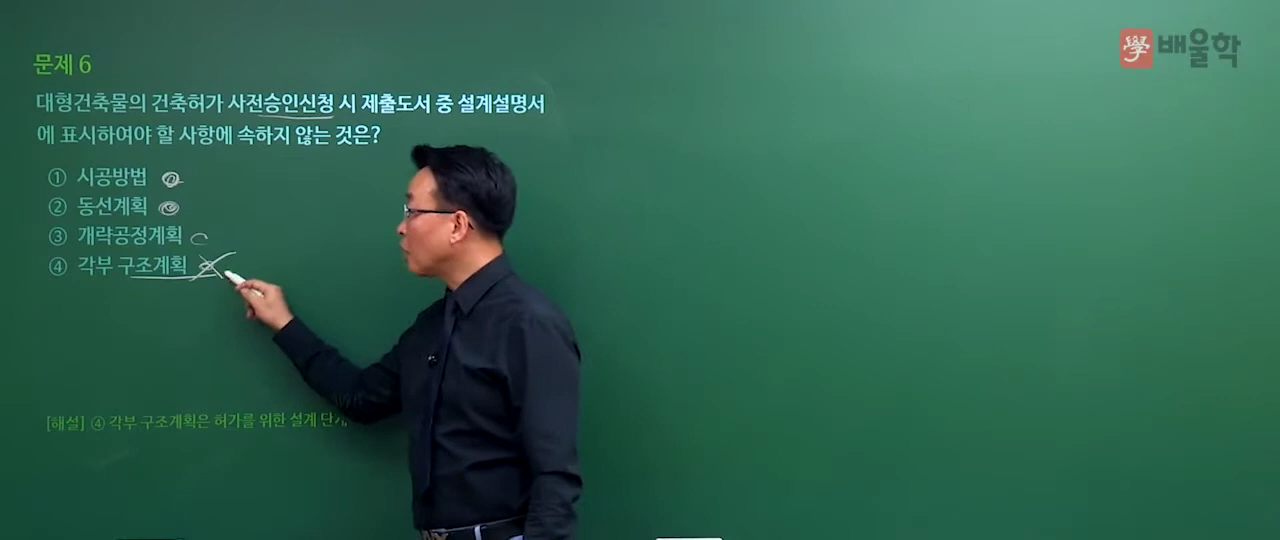 學 배울학
문제 6
대형건축물의 건축허가 사전승인신청 시 제출도서 중 설계설명서
에 표시하여야 할 사항에 속하지 않는 것은?
① 시공방법
② 동선계획
③ 개략공정계획
④ 각부 구조계획
[해설] ④ 각부 구조계획은 허가를 위한 설계 단계